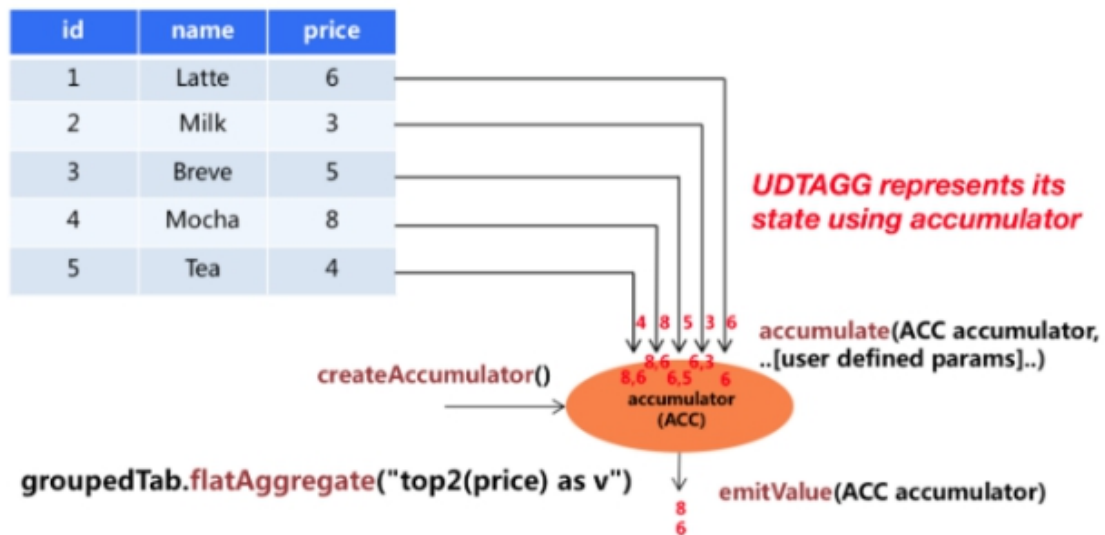 id name price
1 Latte 6
2 Milk 3
3 Breve 5
4 Mocha 8
5 Tea 4
UDTAGG represents its
state using accumulator
4 8 5 3 6
accumulate(ACC accumulator,
..[user defined params]..)
8,6 6,3
8,6 6,5 6
createAccumulator()
accumulator
(ACC)
groupedTab.flatAggregate("top2(price) as v")
emitValue(ACC accumulator)
8
6